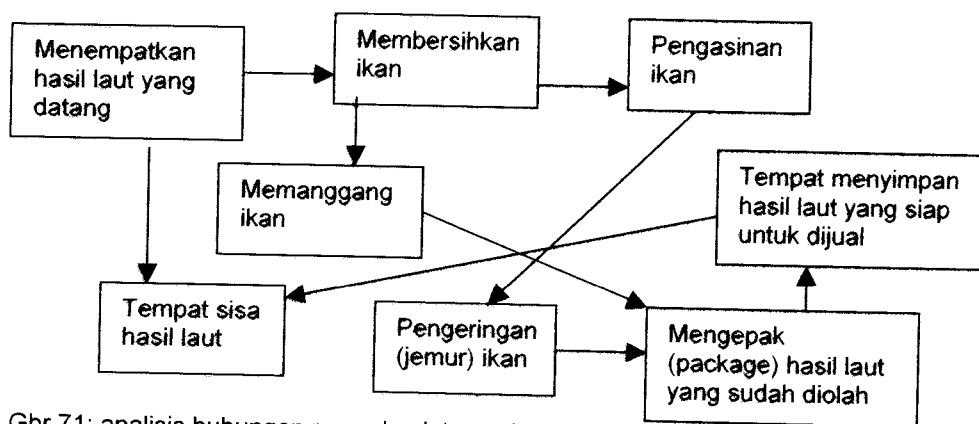 Menempatkan
hasil laut yang
datang
Membersihkan
ikan
Pengasinan
ikan
Memanggang
ikan
Tempat menyimpan
hasil laut yang siap
untuk dijual
Tempat sisa
hasil laut
Pengeringan
(jemur) ikan
Mengepak
(package) hasil laut
yang sudah diolah
Gbr 71: analisis hubungan